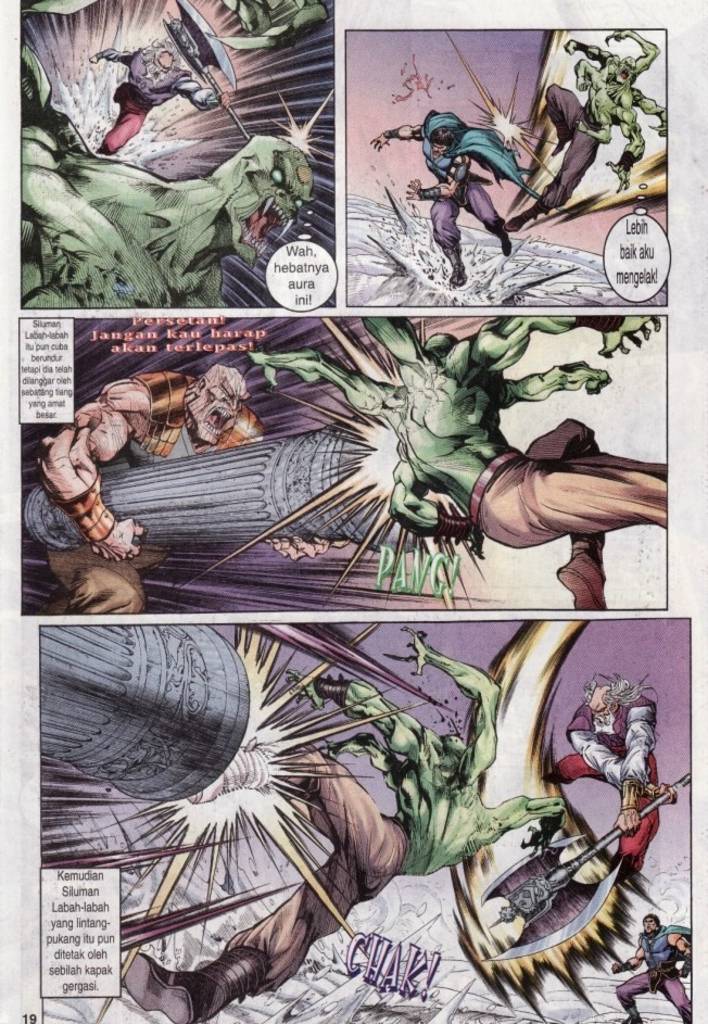 Wah,
hebatnya
aura
ini!
Lebih
baik aku
mengelak!
Siluman
Labah-labah
itu pun cuba
berundur
tetapi dia telah
dilanggar oleh
sebatang tiang
yang amat
besar.
Persetan!
Jangan kau harap
akan terlepas!
PANG!
Kemudian
Siluman
Labah-labah
yang lintang-
pukang itu pun
ditetak oleh
sebilah kapak
gergasi.
CHAK!
19